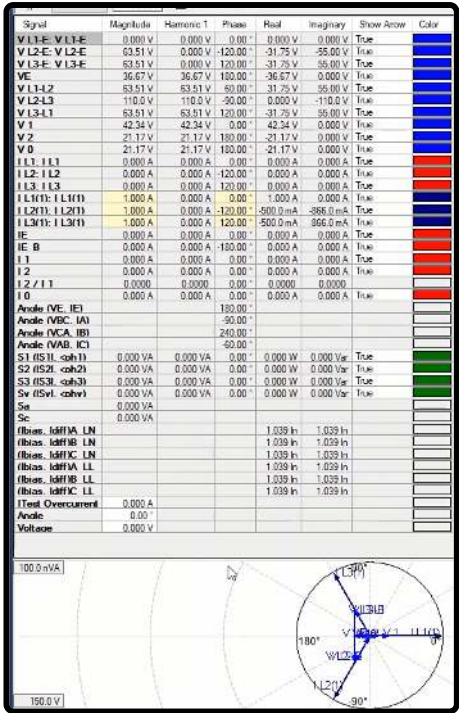 Signal Magnitude Harmonic 1 Phase Real Imaginary Show Arrow Color
V L1-E; V L1-E 0.000 V 0.000 V 0.00 ° 0.000 V 0.000 V True
V L2-E; V L2-E 63.51 V 0.000 V -120.00 ° -31.75 V -55.00 V True
V L3-E; V L3-E 63.51 V 0.000 V 120.00 ° -31.75 V 55.00 V True
VE 36.67 V 36.67 V 180.00 ° -36.67 V 0.000 V True
V L1-L2 63.51 V 63.51 V 60.00 ° 31.75 V 55.00 V True
V L2-L3 110.0 V 110.0 V -90.00 ° 0.000 V -110.0 V True
V L3-L1 63.51 V 63.51 V 120.00 ° -31.75 V 55.00 V True
V 1 42.34 V 42.34 V 0.00 ° 42.34 V 0.000 V True
V 2 21.17 V 21.17 V 180.00 ° -21.17 V 0.000 V True
V 0 21.17 V 21.17 V 180.00 ° -21.17 V 0.000 V True
I L1; I L1 0.000 A 0.000 A 0.00 ° 0.000 A 0.000 A True
I L2; I L2 0.000 A 0.000 A -120.00 ° 0.000 A 0.000 A True
I L3; I L3 0.000 A 0.000 A 120.00 ° 0.000 A 0.000 A True
I L1(1); I L1(1) 1.000 A 0.000 A 0.00 ° 1.000 A 0.000 A True
I L2(1); I L2(1) 1.000 A 0.000 A -120.00 ° -500.0 mA -866.0 mA True
I L3(1); I L3(1) 1.000 A 0.000 A 120.00 ° -500.0 mA 866.0 mA True
IE 0.000 A 0.000 A 0.00 ° 0.000 A 0.000 A True
IE B 0.000 A 0.000 A -180.00 ° 0.000 A 0.000 A True
I 1 0.000 A 0.000 A 0.00 ° 0.000 A 0.000 A True
I 2 0.000 A 0.000 A 0.00 ° 0.000 A 0.000 A True
I 2 / I 1 0.0000 0.0000 0.00 ° 0.0000 0.0000
I 0 0.000 A 0.000 A 0.00 ° 0.000 A 0.000 A True
Angle (VE, IE) 180.00 °
Angle (VBC, IA) -90.00 °
Angle (VCA, IB) 240.00 °
Angle (VAB, IC) -60.00 °
S1 (|S1|, <ph1) 0.000 VA 0.000 VA 0.00 ° 0.000 W 0.000 Var True
S2 (|S2|, <ph2) 0.000 VA 0.000 VA 0.00 ° 0.000 W 0.000 Var True
S3 (|S3|, <ph3) 0.000 VA 0.000 VA 0.00 ° 0.000 W 0.000 Var True
Sy (|Sy|, <phy) 0.000 VA 0.000 VA 0.00 ° 0.000 W 0.000 Var True
Sa 0.000 VA
Sc 0.000 VA
(Ibias, Idiff)A_LN 1.039 In 1.039 In
(Ibias, Idiff)B_LN 1.039 In 1.039 In
(Ibias, Idiff)C_LN 1.039 In 1.039 In
(Ibias, Idiff)A_LL 1.039 In 1.039 In
(Ibias, Idiff)B_LL 1.039 In 1.039 In
(Ibias, Idiff)C_LL 1.039 In 1.039 In
ITest Overcurrent 0.000 A
Angle 0.00 °
Voltage 0.000 V
100.0 nVA
180°
0°
I L2(1)
-90°
150.0 V